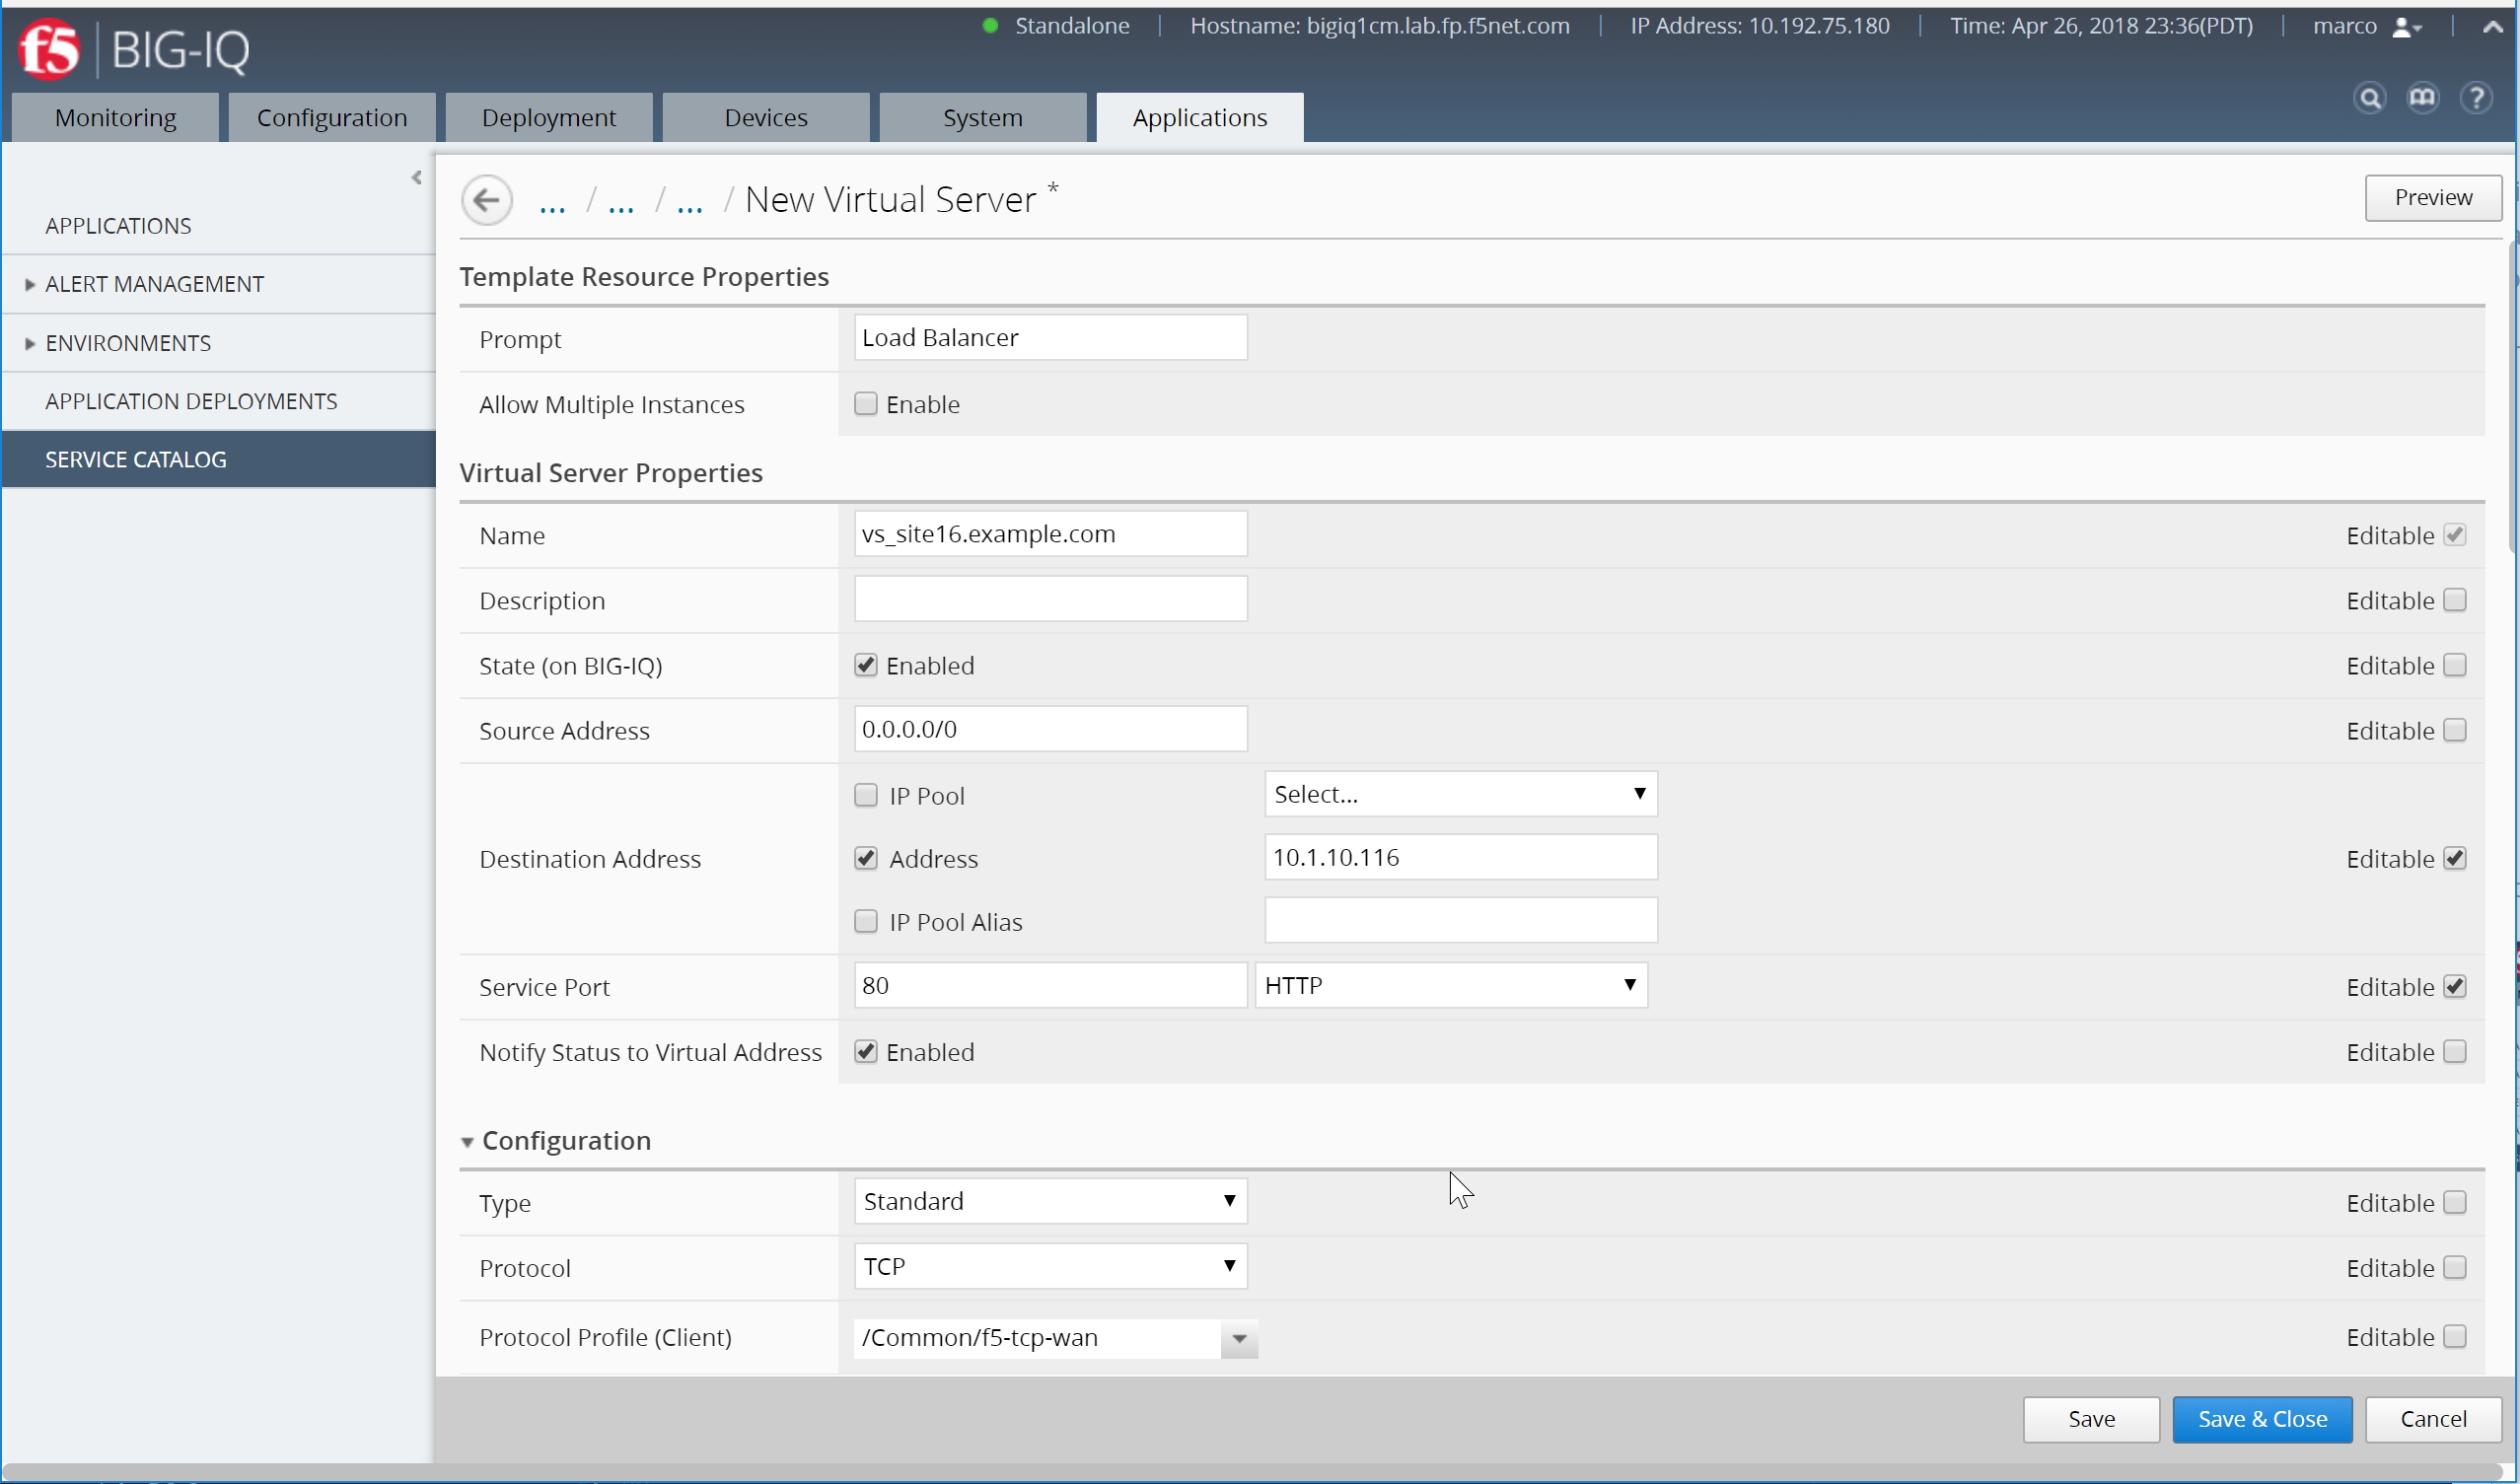 Standalone | Hostname: bigiq1cm.lab.fp.f5net.com | IP Address: 10.192.75.180 | Time: Apr 26, 2018 23:36(PDT) | marco
f5 BIG-IQ
Monitoring Configuration Deployment Devices System Applications
... / ... / ... / New Virtual Server *
Preview
APPLICATIONS
ALERT MANAGEMENT
ENVIRONMENTS
APPLICATION DEPLOYMENTS
SERVICE CATALOG
Template Resource Properties
Prompt Load Balancer
Allow Multiple Instances Enable
Virtual Server Properties
Name vs_site16.example.com Editable
Description Editable
State (on BIG-IQ) Enabled Editable
Source Address 0.0.0.0/0 Editable
IP Pool Select...
Destination Address Address 10.1.10.116 Editable
IP Pool Alias
Service Port 80 HTTP Editable
Notify Status to Virtual Address Enabled Editable
Configuration
Type Standard Editable
Protocol TCP Editable
Protocol Profile (Client) /Common/f5-tcp-wan Editable
Save Save & Close Cancel